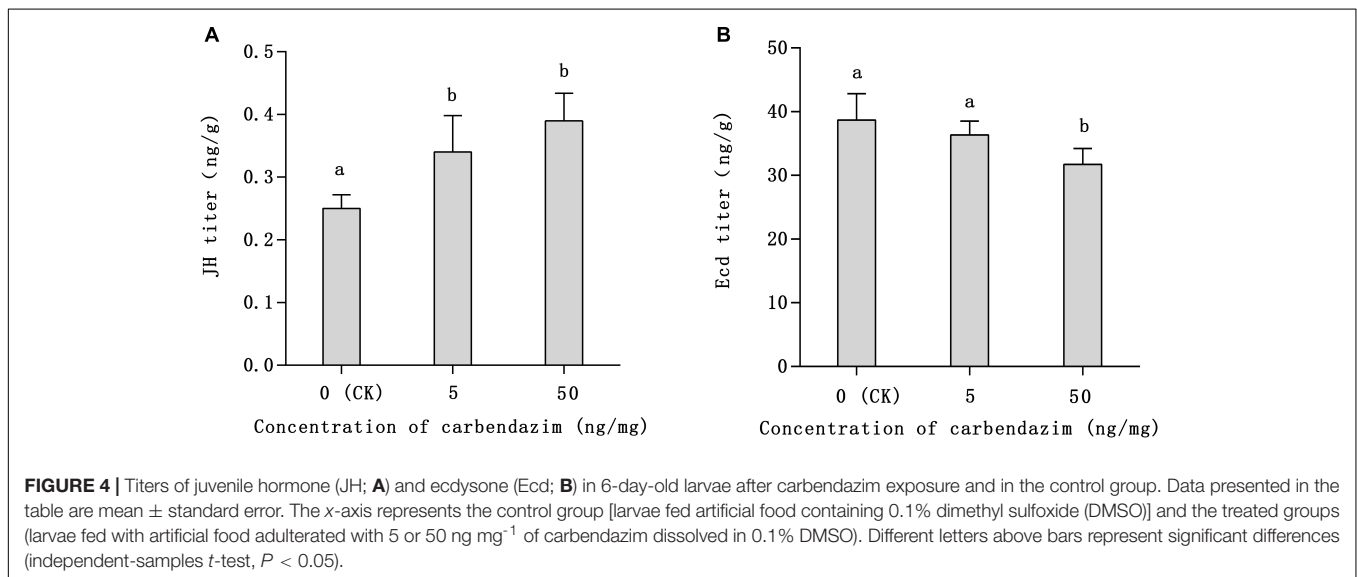 A
0.5
0.4
0.3
0.2
0.1
0.0
JH titer (ng/g)
a
b
b
0 (CK)
5
50
Concentration of carbendazim (ng/mg)
B
50
40
30
20
10
0
Ecd titer (ng/g)
a
a
b
0 (CK)
5
50
Concentration of carbendazim (ng/mg)
FIGURE 4 | Titers of juvenile hormone (JH; A) and ecdysone (Ecd; B) in 6-day-old larvae after carbendazim exposure and in the control group. Data presented in the
table are mean ± standard error. The x-axis represents the control group [larvae fed artificial food containing 0.1% dimethyl sulfoxide (DMSO)] and the treated groups
(larvae fed with artificial food adulterated with 5 or 50 ng mg⁻¹ of carbendazim dissolved in 0.1% DMSO). Different letters above bars represent significant differences
(independent-samples t-test, P < 0.05).